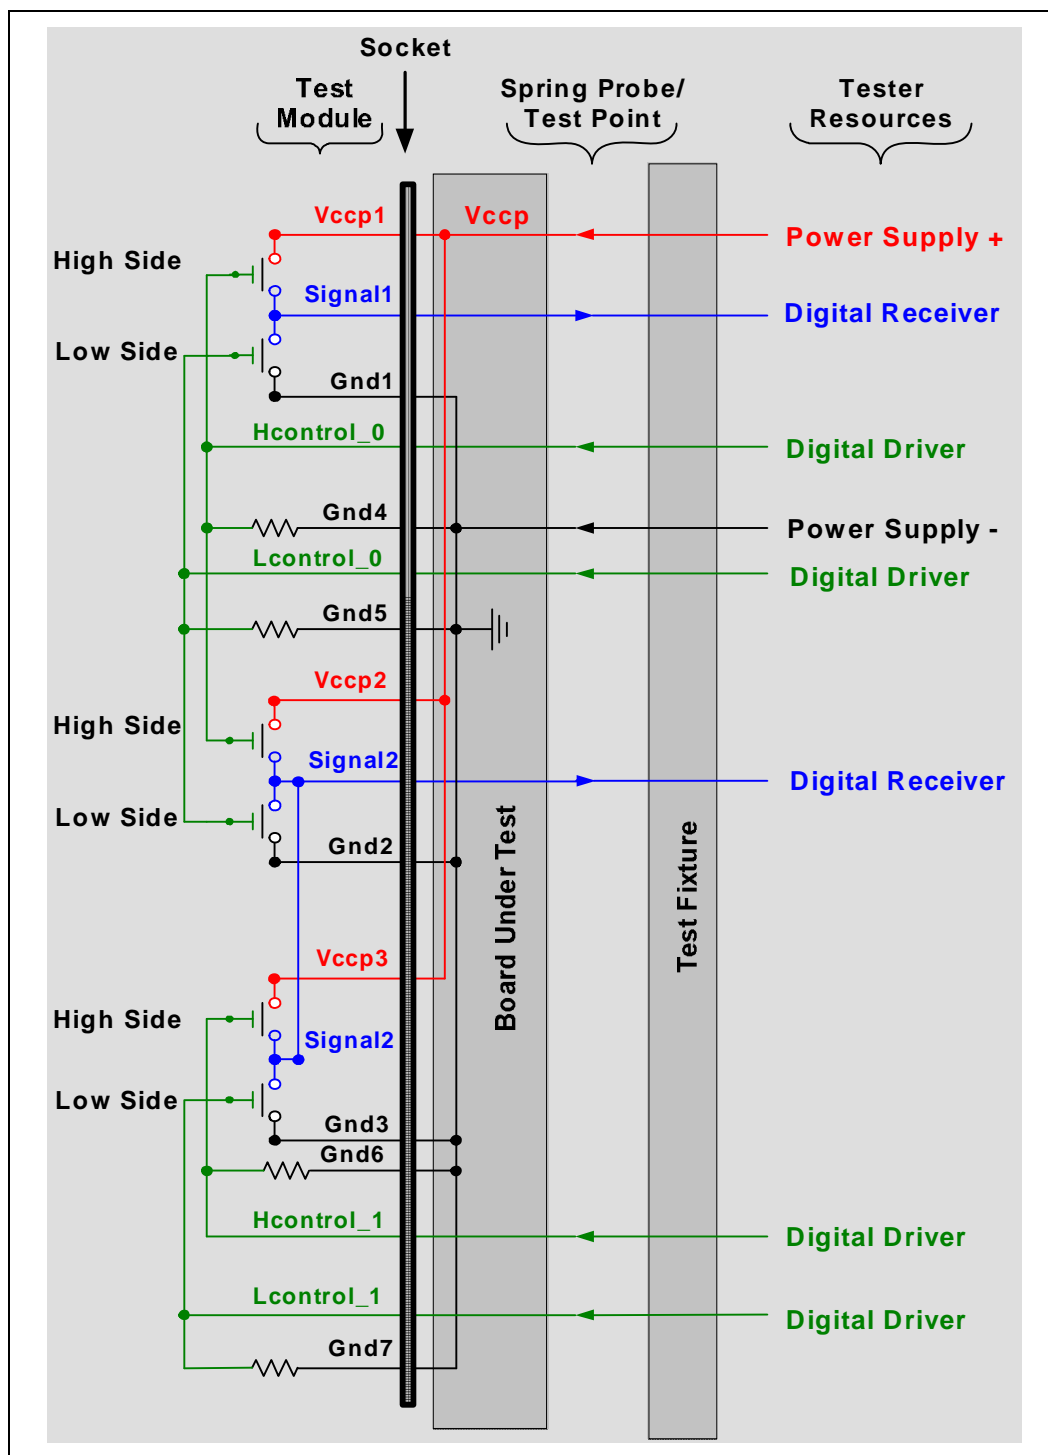 Socket
Test
Module
Spring Probe/
Test Point
Tester
Resources
Vccp1
Vccp
Power Supply +
High Side
Signal1
Digital Receiver
Low Side
Gnd1
Hcontrol_0
Digital Driver
Gnd4
Power Supply -
Lcontrol_0
Digital Driver
Gnd5
Vccp2
High Side
Signal2
Digital Receiver
Low Side
Gnd2
Board Under Test
Test Fixture
Vccp3
High Side
Signal2
Low Side
Gnd3
Gnd6
Hcontrol_1
Digital Driver
Lcontrol_1
Digital Driver
Gnd7